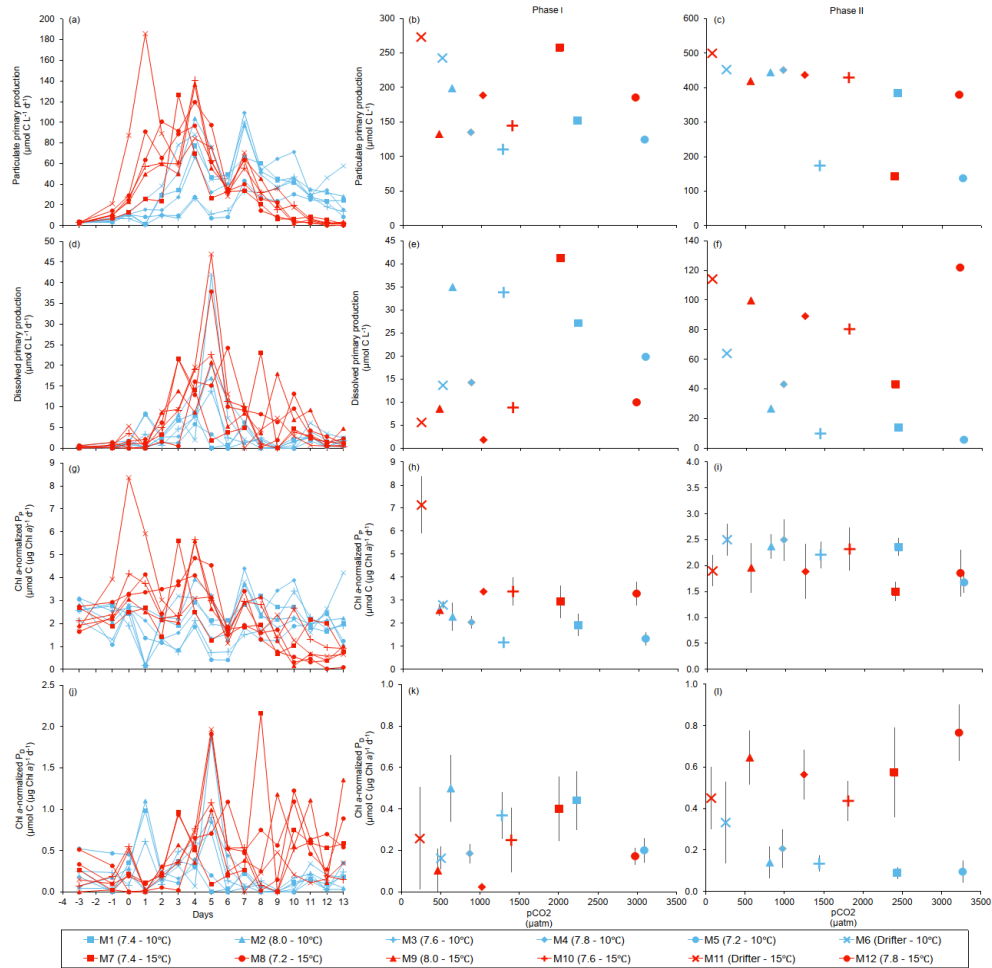 Phase I
Phase II
(a)
Particulate primary production
(µmol C L⁻¹ d⁻¹)
200
180
160
140
120
100
80
60
40
20
0
(b)
Particulate primary production
(µmol C L⁻¹)
300
250
200
150
100
50
0
(c)
600
500
400
300
200
100
0
(d)
Dissolved primary production
(µmol C L⁻¹ d⁻¹)
50
45
40
35
30
25
20
15
10
5
0
(e)
Dissolved primary production
(µmol C L⁻¹)
45
40
35
30
25
20
15
10
5
0
(f)
140
120
100
80
60
40
20
0
(g)
Chl a-normalized P_P
(µmol C (µg Chl a)⁻¹ d⁻¹)
9
8
7
6
5
4
3
2
1
0
(h)
Chl a-normalized P_P
(µmol C (µg Chl a)⁻¹ d⁻¹)
9
8
7
6
5
4
3
2
1
0
(i)
4.0
3.5
3.0
2.5
2.0
1.5
1.0
0.5
0.0
(j)
Chl a-normalized P_D
(µmol C (µg Chl a)⁻¹ d⁻¹)
2.5
2.0
1.5
1.0
0.5
0.0
-4 -3 -2 -1 0 1 2 3 4 5 6 7 8 9 10 11 12 13
Days
(k)
Chl a-normalized P_D
(µmol C (µg Chl a)⁻¹ d⁻¹)
1.0
0.8
0.6
0.4
0.2
0.0
0 500 1000 1500 2000 2500 3000 3500
pCO2
(µatm)
(l)
1.0
0.8
0.6
0.4
0.2
0.0
0 500 1000 1500 2000 2500 3000 3500
pCO2
(µatm)
M1 (7.4 - 10℃) M2 (8.0 - 10℃) M3 (7.6 - 10℃) M4 (7.8 - 10℃) M5 (7.2 - 10℃) M6 (Drifter - 10℃)
M7 (7.4 - 15℃) M8 (7.2 - 15℃) M9 (8.0 - 15℃) M10 (7.6 - 15℃) M11 (Drifter - 15℃) M12 (7.8 - 15℃)